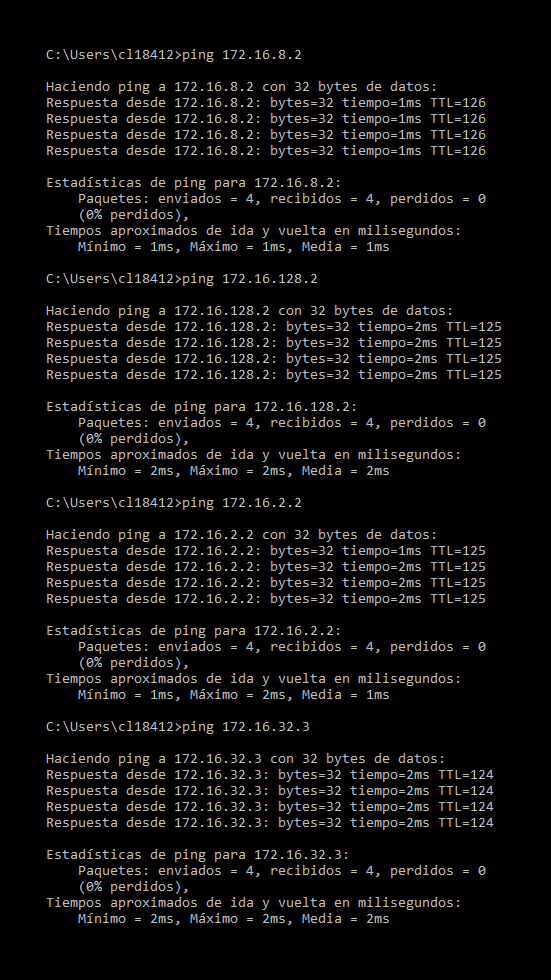 C:\Users\cl18412>ping 172.16.8.2
Haciendo ping a 172.16.8.2 con 32 bytes de datos:
Respuesta desde 172.16.8.2: bytes=32 tiempo=1ms TTL=126
Respuesta desde 172.16.8.2: bytes=32 tiempo=1ms TTL=126
Respuesta desde 172.16.8.2: bytes=32 tiempo=1ms TTL=126
Respuesta desde 172.16.8.2: bytes=32 tiempo=1ms TTL=126
Estadísticas de ping para 172.16.8.2:
Paquetes: enviados = 4, recibidos = 4, perdidos = 0
(0% perdidos),
Tiempos aproximados de ida y vuelta en milisegundos:
Mínimo = 1ms, Máximo = 1ms, Media = 1ms
C:\Users\cl18412>ping 172.16.128.2
Haciendo ping a 172.16.128.2 con 32 bytes de datos:
Respuesta desde 172.16.128.2: bytes=32 tiempo=2ms TTL=125
Respuesta desde 172.16.128.2: bytes=32 tiempo=2ms TTL=125
Respuesta desde 172.16.128.2: bytes=32 tiempo=2ms TTL=125
Respuesta desde 172.16.128.2: bytes=32 tiempo=2ms TTL=125
Estadísticas de ping para 172.16.128.2:
Paquetes: enviados = 4, recibidos = 4, perdidos = 0
(0% perdidos),
Tiempos aproximados de ida y vuelta en milisegundos:
Mínimo = 2ms, Máximo = 2ms, Media = 2ms
C:\Users\cl18412>ping 172.16.2.2
Haciendo ping a 172.16.2.2 con 32 bytes de datos:
Respuesta desde 172.16.2.2: bytes=32 tiempo=1ms TTL=125
Respuesta desde 172.16.2.2: bytes=32 tiempo=2ms TTL=125
Respuesta desde 172.16.2.2: bytes=32 tiempo=2ms TTL=125
Respuesta desde 172.16.2.2: bytes=32 tiempo=2ms TTL=125
Estadísticas de ping para 172.16.2.2:
Paquetes: enviados = 4, recibidos = 4, perdidos = 0
(0% perdidos),
Tiempos aproximados de ida y vuelta en milisegundos:
Mínimo = 1ms, Máximo = 2ms, Media = 1ms
C:\Users\cl18412>ping 172.16.32.3
Haciendo ping a 172.16.32.3 con 32 bytes de datos:
Respuesta desde 172.16.32.3: bytes=32 tiempo=2ms TTL=124
Respuesta desde 172.16.32.3: bytes=32 tiempo=2ms TTL=124
Respuesta desde 172.16.32.3: bytes=32 tiempo=2ms TTL=124
Respuesta desde 172.16.32.3: bytes=32 tiempo=2ms TTL=124
Estadísticas de ping para 172.16.32.3:
Paquetes: enviados = 4, recibidos = 4, perdidos = 0
(0% perdidos),
Tiempos aproximados de ida y vuelta en milisegundos:
Mínimo = 2ms, Máximo = 2ms, Media = 2ms